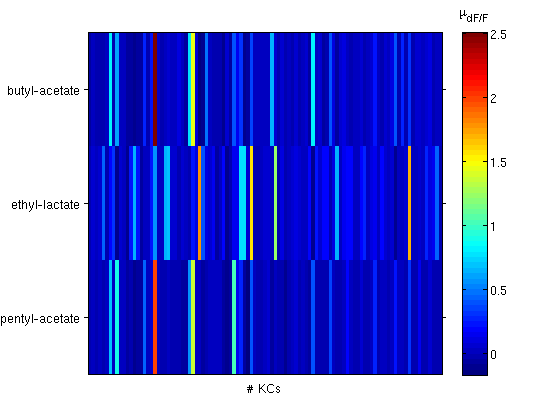 μdF/F
butyl-acetate
ethyl-lactate
pentyl-acetate
# KCs
2.5
2
1.5
1
0.5
0